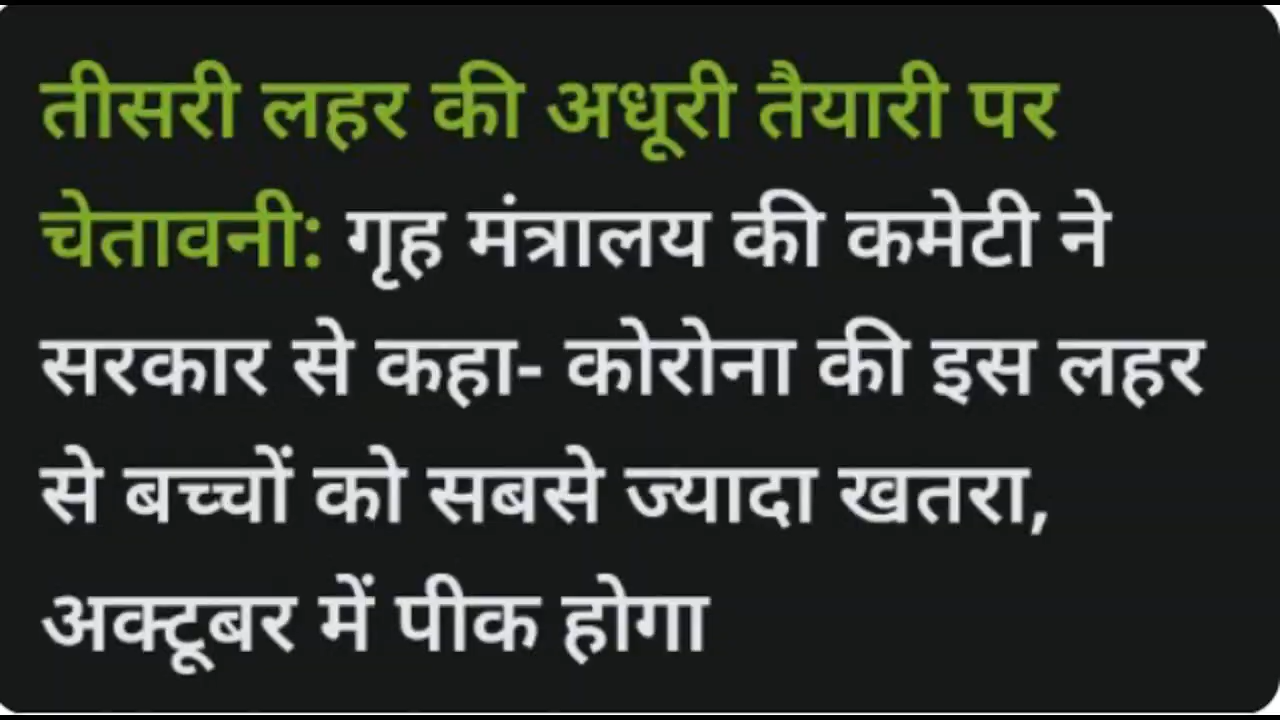 तीसरी लहर की अधूरी तैयारी पर
चेतावनी: गृह मंत्रालय की कमेटी ने
सरकार से कहा- कोरोना की इस लहर
से बच्चों को सबसे ज्यादा खतरा,
अक्टूबर में पीक होगा